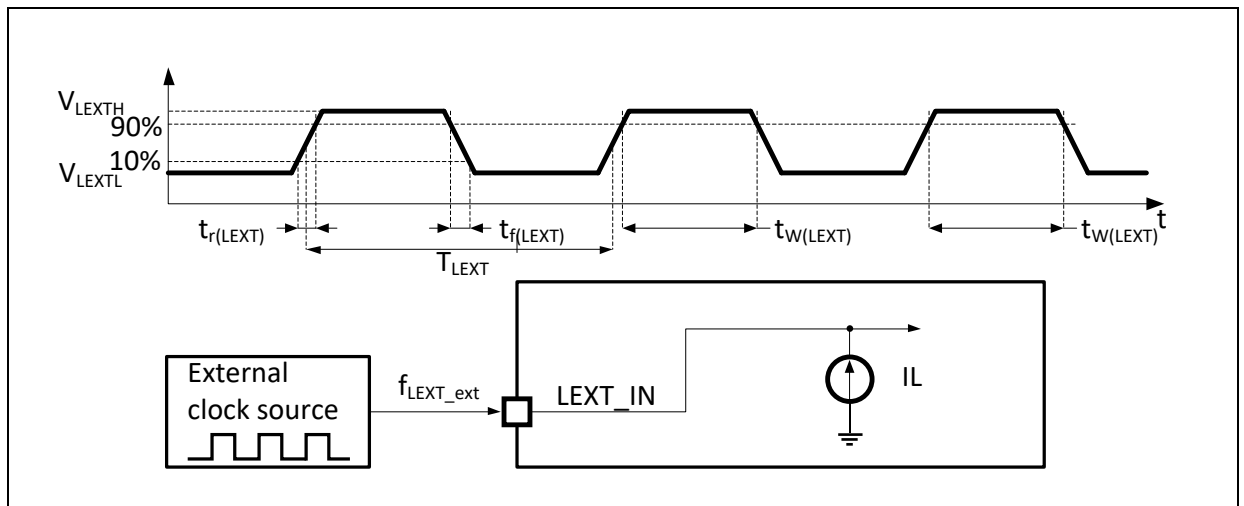 V_LEXTH
90%
10%
V_LEXTL
t
t_r(LEXT)
t_f(LEXT)
t_W(LEXT)
t_W(LEXT)
T_LEXT
External
clock source
f_LEXT_ext
LEXT_IN
IL